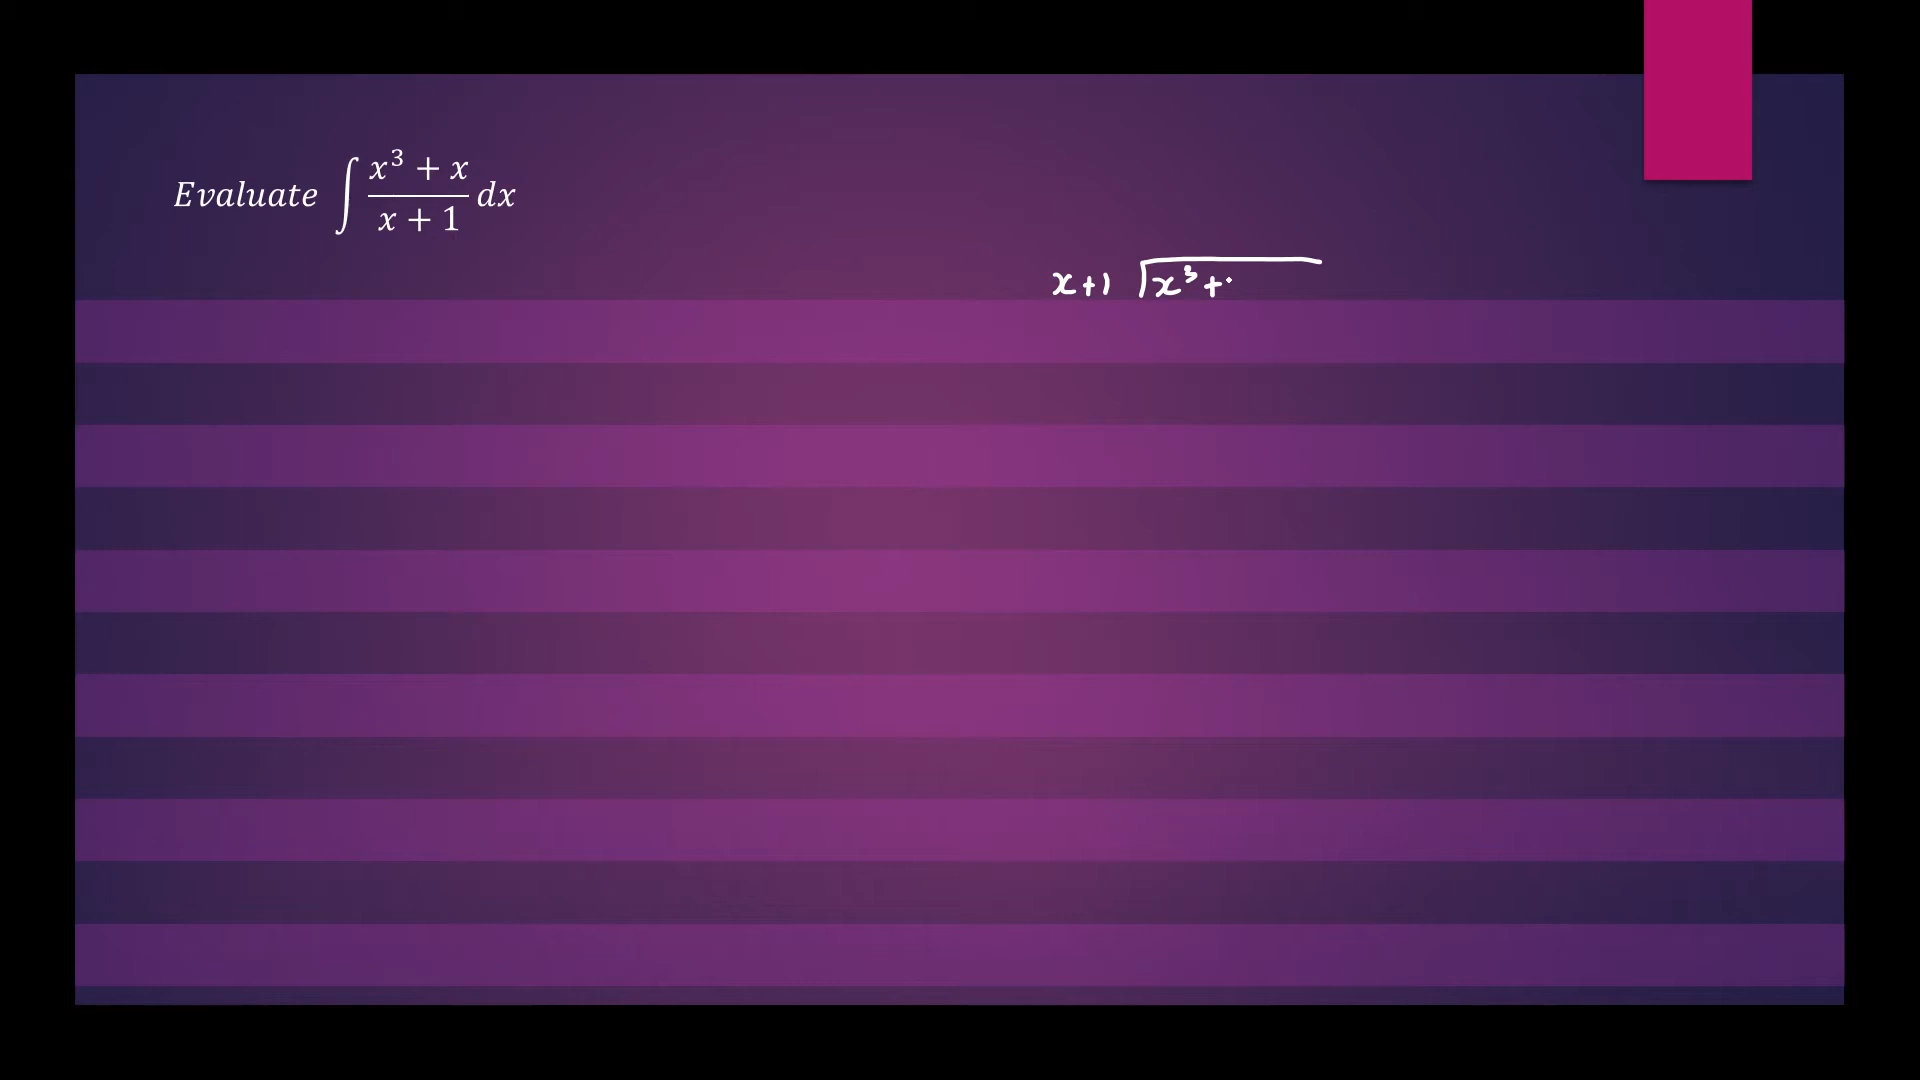 Evaluate ∫ (x³ + x)/(x + 1) dx
x+1 ⟌ x³+